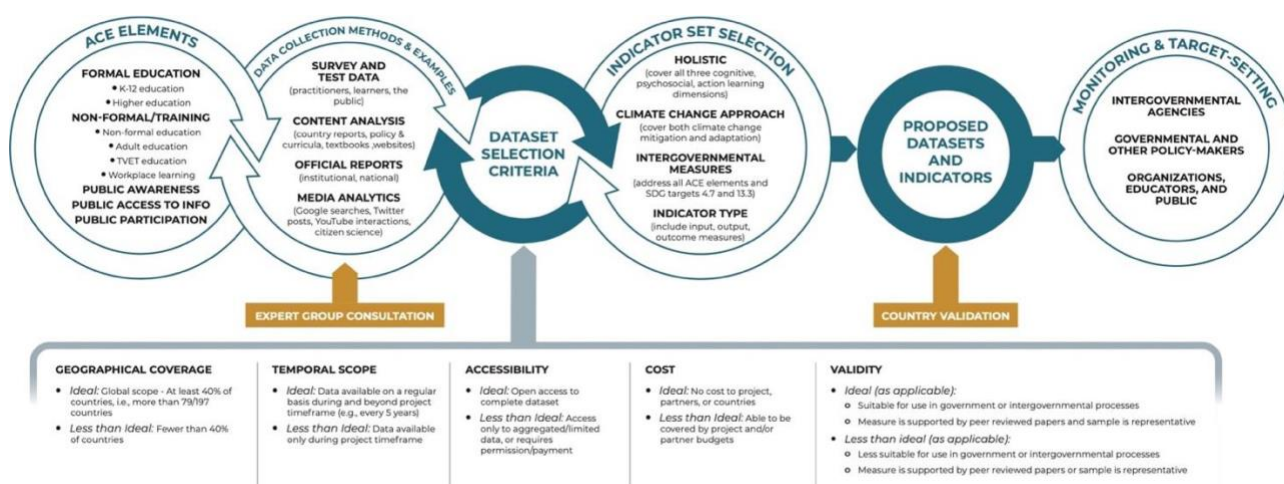 ACE ELEMENTS
FORMAL EDUCATION
• K-12 education
• Higher education
NON-FORMAL/TRAINING
• Non-formal education
• Adult education
• TVET education
• Workplace learning
PUBLIC AWARENESS
PUBLIC ACCESS TO INFO
PUBLIC PARTICIPATION
DATA COLLECTION METHODS & EXAMPLES
SURVEY AND
TEST DATA
(practitioners, learners, the
public)
CONTENT ANALYSIS
(country reports, policy &
curricula, textbooks ,websites)
OFFICIAL REPORTS
(institutional, national)
MEDIA ANALYTICS
(Google searches, Twitter
posts, YouTube interactions,
citizen science)
DATASET
SELECTION
CRITERIA
INDICATOR SET SELECTION
HOLISTIC
(cover all three cognitive,
psychosocial, action learning
dimensions)
CLIMATE CHANGE APPROACH
(cover both climate change
mitigation and adaptation)
INTERGOVERNMENTAL
MEASURES
(address all ACE elements and
SDG targets 4.7 and 13.3)
INDICATOR TYPE
(include input, output,
outcome measures)
PROPOSED
DATASETS
AND
INDICATORS
MONITORING & TARGET-SETTING
INTERGOVERNMENTAL
AGENCIES
GOVERNMENTAL AND
OTHER POLICY-MAKERS
ORGANIZATIONS,
EDUCATORS, AND
PUBLIC
EXPERT GROUP CONSULTATION
COUNTRY VALIDATION
GEOGRAPHICAL COVERAGE
• Ideal: Global scope - At least 40% of
countries, i.e., more than 79/197
countries
• Less than Ideal: Fewer than 40%
of countries
TEMPORAL SCOPE
• Ideal: Data available on a regular
basis during and beyond project
timeframe (e.g., every 5 years)
• Less than Ideal: Data available
only during project timeframe
ACCESSIBILITY
• Ideal: Open access to
complete dataset
• Less than Ideal: Access
only to aggregated/limited
data, or requires
permission/payment
COST
• Ideal: No cost to project,
partners, or countries
• Less than Ideal: Able to be
covered by project and/or
partner budgets
VALIDITY
• Ideal (as applicable):
o Suitable for use in government or intergovernmental processes
o Measure is supported by peer reviewed papers and sample is representative
• Less than ideal (as applicable):
o Less suitable for use in government or intergovernmental processes
o Measure is supported by peer reviewed papers or sample is representative